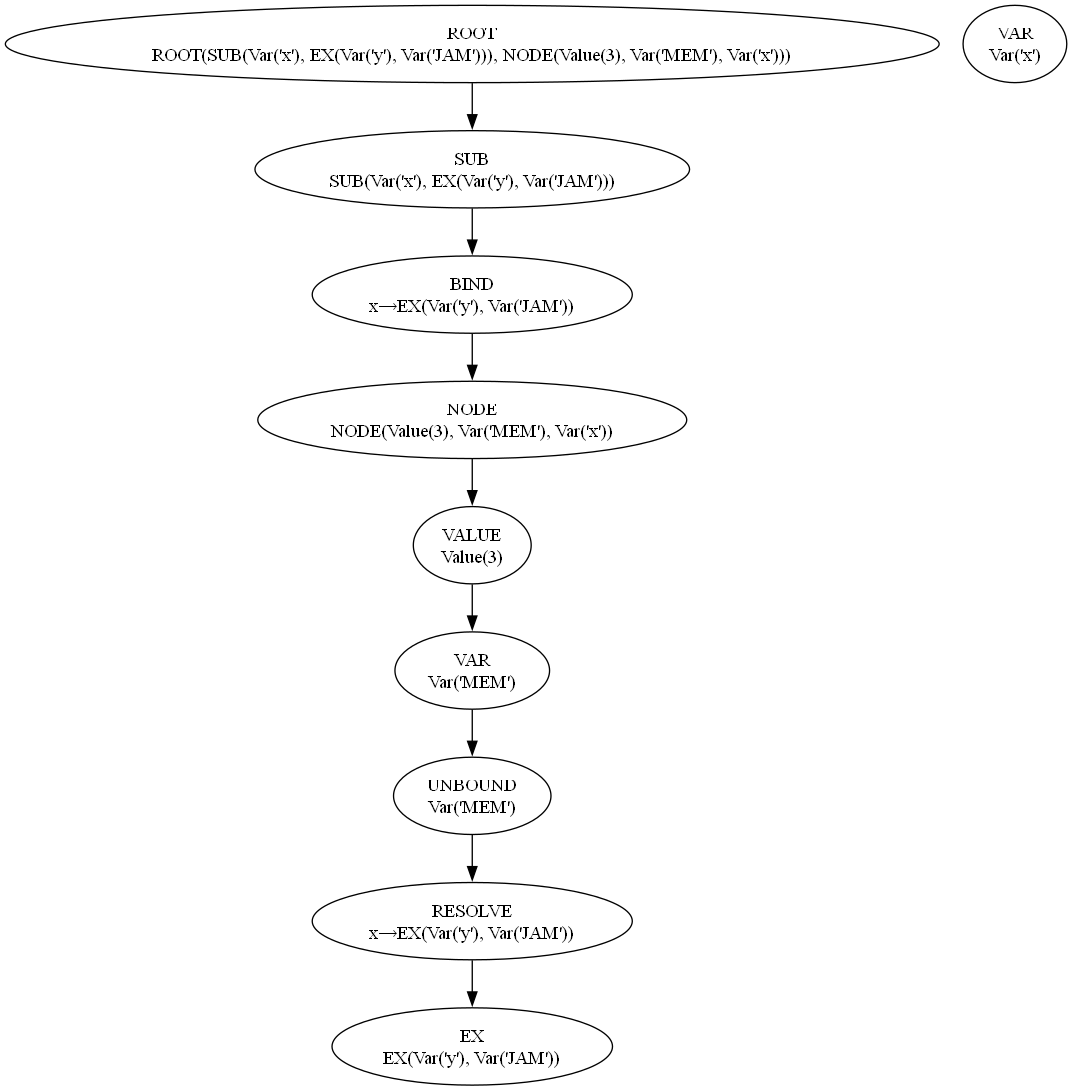 ROOT
ROOT(SUB(Var('x'), EX(Var('y'), Var('JAM'))), NODE(Value(3), Var('MEM'), Var('x')))
VAR
Var('x')
SUB
SUB(Var('x'), EX(Var('y'), Var('JAM')))
BIND
x→EX(Var('y'), Var('JAM'))
NODE
NODE(Value(3), Var('MEM'), Var('x'))
VALUE
Value(3)
VAR
Var('MEM')
UNBOUND
Var('MEM')
RESOLVE
x→EX(Var('y'), Var('JAM'))
EX
EX(Var('y'), Var('JAM'))